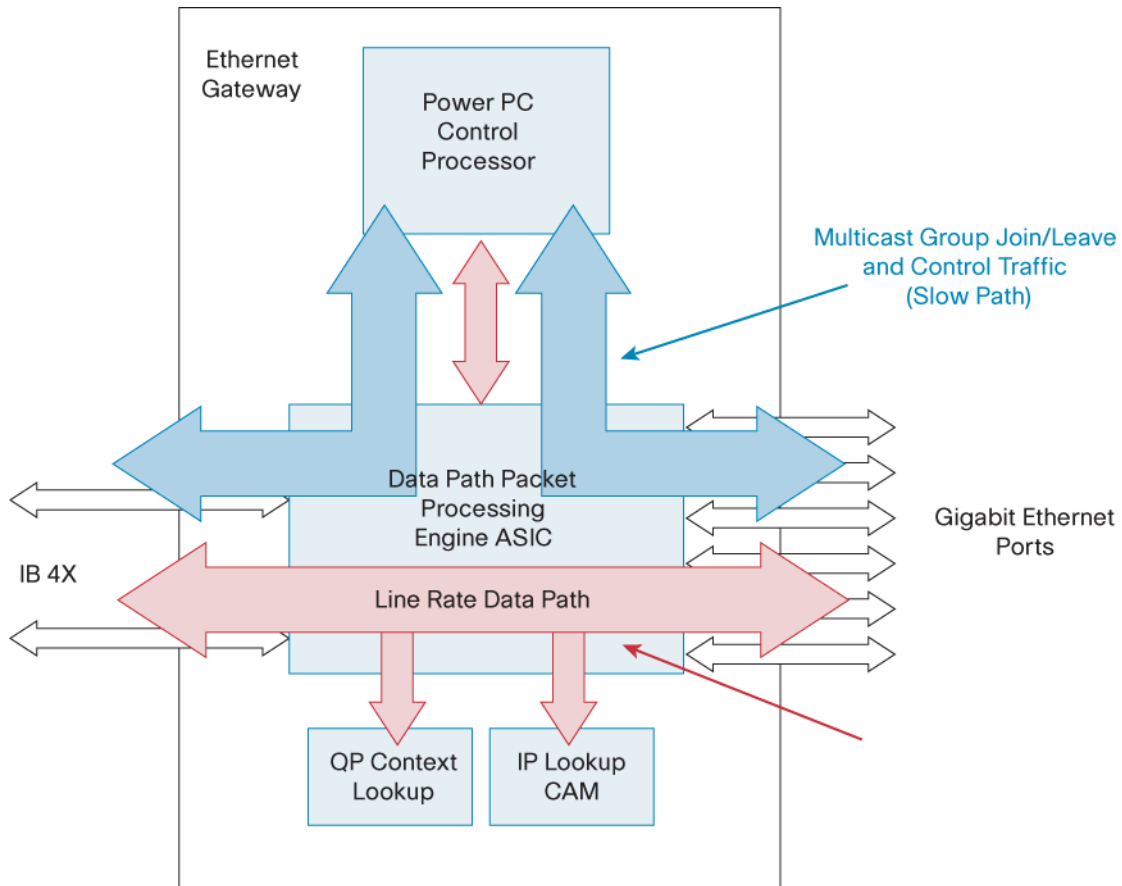 Ethernet
Gateway
Power PC
Control
Processor
Multicast Group Join/Leave
and Control Traffic
(Slow Path)
Data Path Packet
Processing
Engine ASIC
Gigabit Ethernet
Ports
IB 4X
Line Rate Data Path
QP Context
Lookup
IP Lookup
CAM